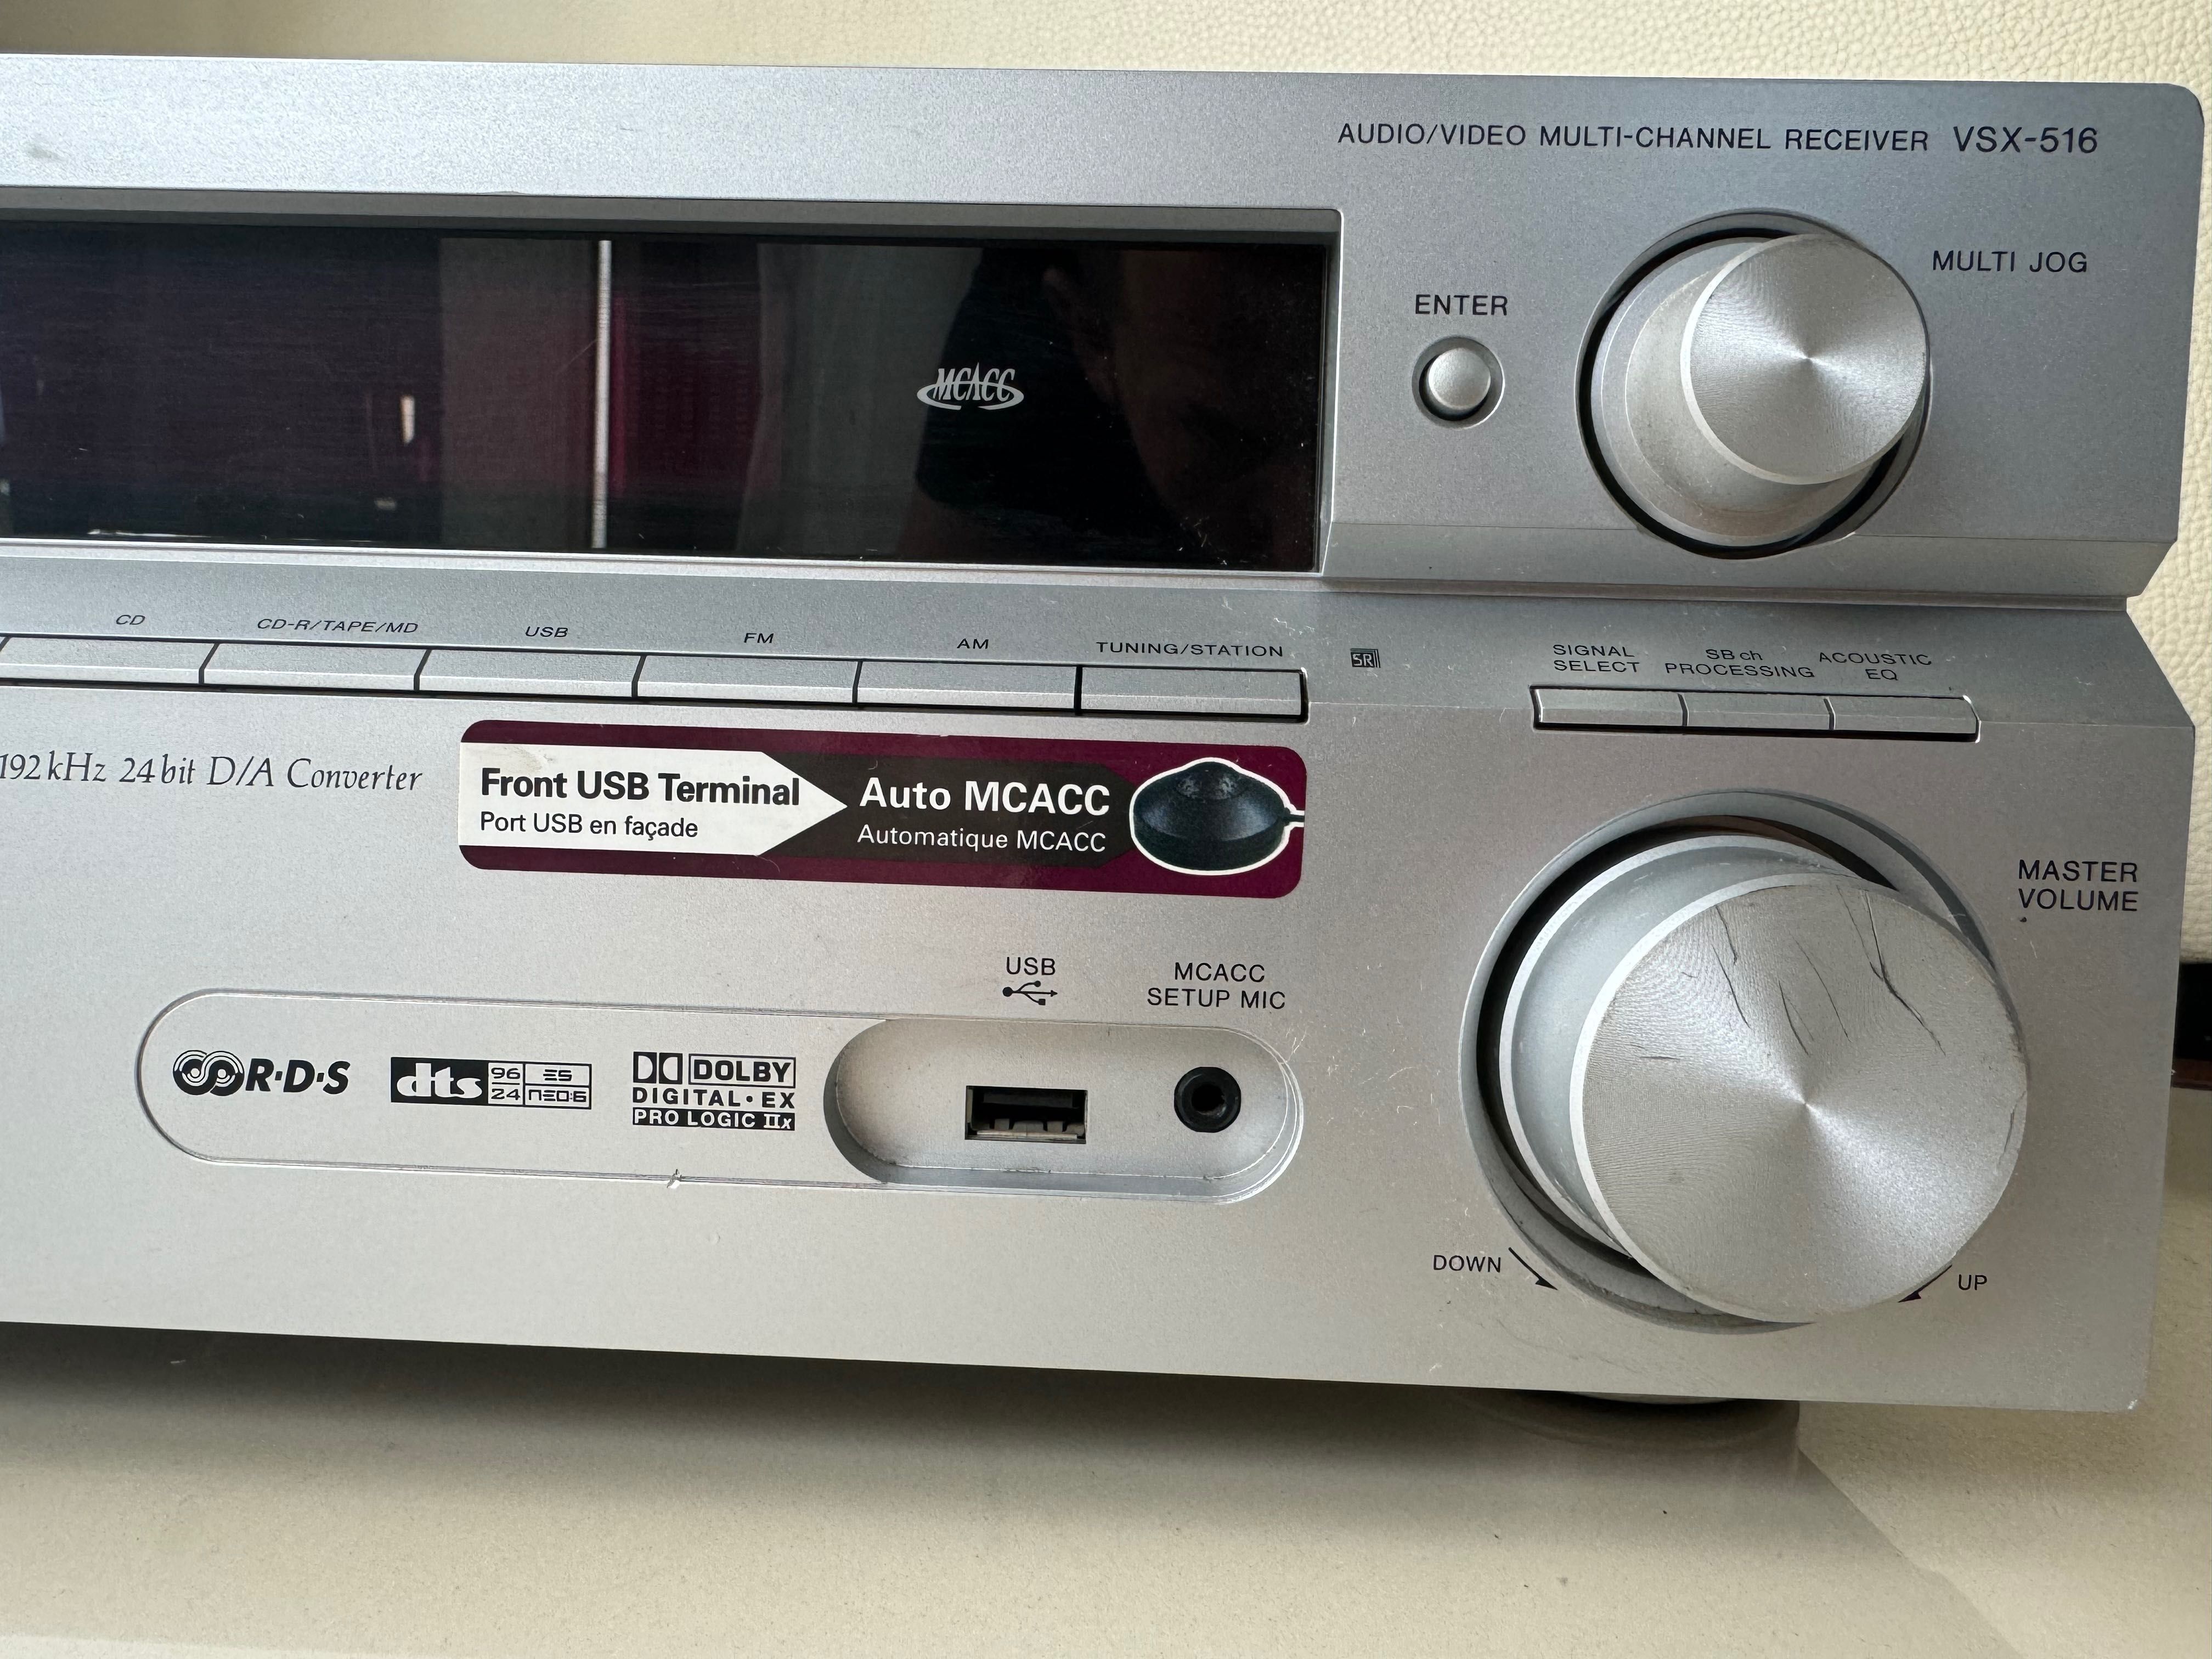 AUDIO/VIDEO MULTI-CHANNEL RECEIVER VSX-516
MULTI JOG
ENTER
MCACC
CD
CD-R/TAPE/MD
USB
FM
AM
TUNING/STATION
SR
SIGNAL
SELECT
SB ch
PROCESSING
ACOUSTIC
EQ
192 kHz 24 bit D/A Converter
Front USB Terminal
Port USB en façade
Auto MCACC
Automatique MCACC
MASTER
VOLUME
USB
MCACC
SETUP MIC
R·D·S
dts 96 ES
24 NEO:6
DOLBY
DIGITAL·EX
PRO LOGIC IIx
DOWN
UP